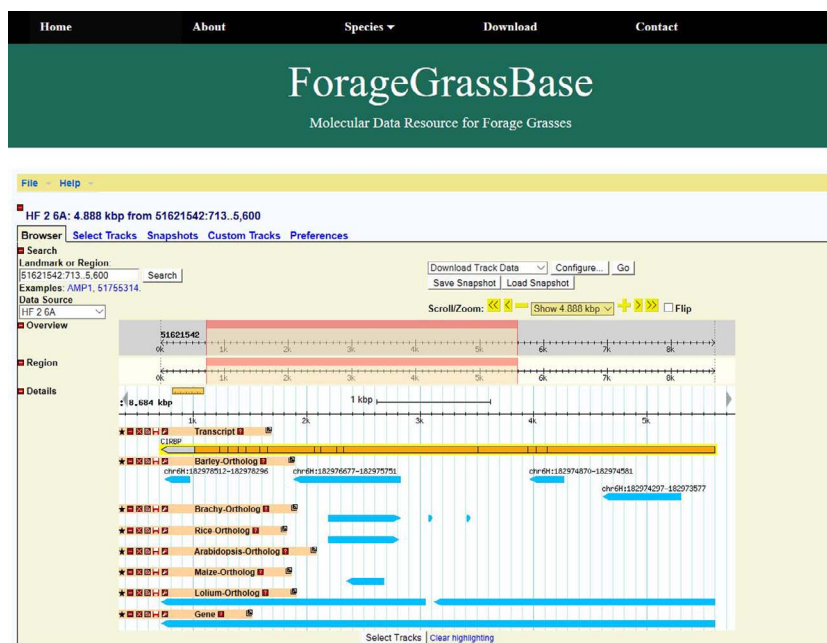 Home About Species Download Contact
ForageGrassBase
Molecular Data Resource for Forage Grasses
File Help
HF 2 6A: 4.888 kbp from 51621542:713..5,600
Browser Select Tracks Snapshots Custom Tracks Preferences
Search
Landmark or Region:
51621542:713..5,600 Search
Download Track Data Configure... Go
Examples: AMP1, 51755314.
Save Snapshot Load Snapshot
Data Source
HF 2 6A
Scroll/Zoom: Show 4.888 kbp Flip
Overview
51621542
0k 1k 2k 3k 4k 5k 6k 7k 8k
Region
0k 1k 2k 3k 4k 5k 6k 7k 8k
Details
8.684 kbp 1 kbp
1k 2k 3k 4k 5k
Transcript
CIRBP
Barley-Ortholog
chr6H:182978512-182978296 chr6H:182976677-182975751 chr6H:182974870-182974581
chr6H:182974297-182973577
Brachy-Ortholog
Rice-Ortholog
Arabidopsis-Ortholog
Maize-Ortholog
Lolium-Ortholog
Gene
Select Tracks Clear highlighting